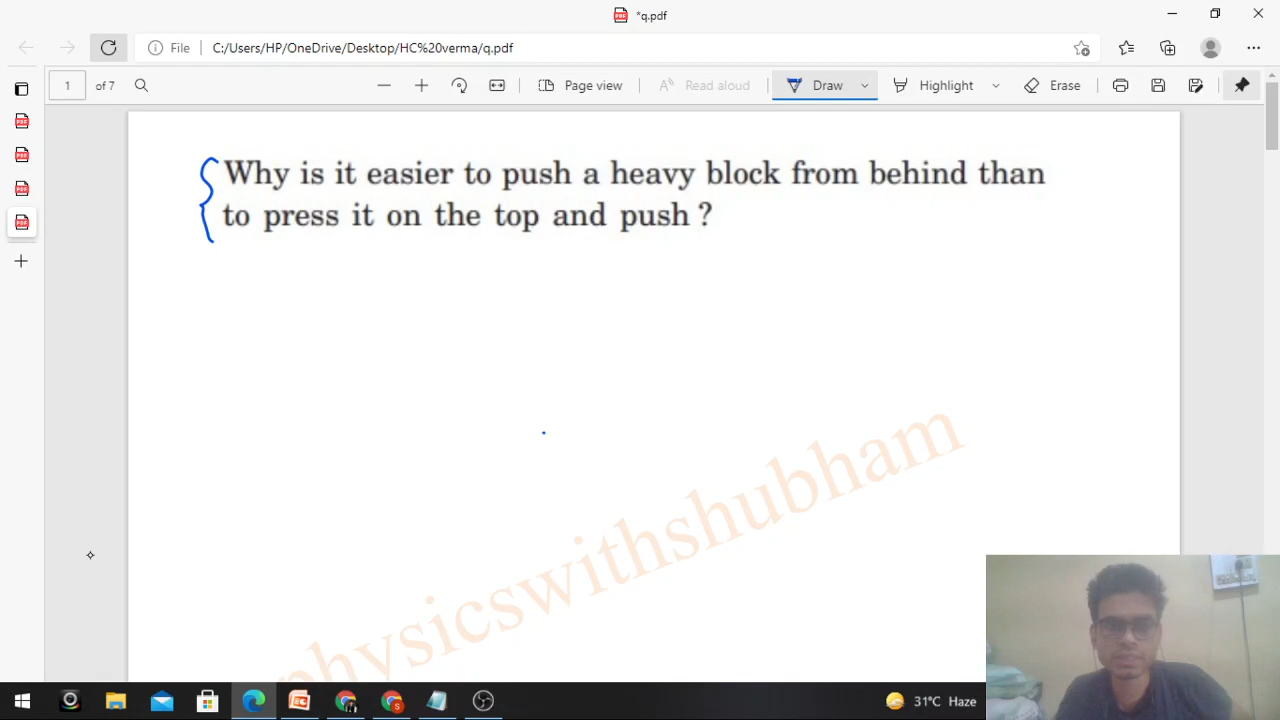 *q.pdf
File C:/Users/HP/OneDrive/Desktop/HC%20verma/q.pdf
1 of 7 Page view Read aloud Draw Highlight Erase
Why is it easier to push a heavy block from behind than
to press it on the top and push ?
physicswithshubham
31°C Haze